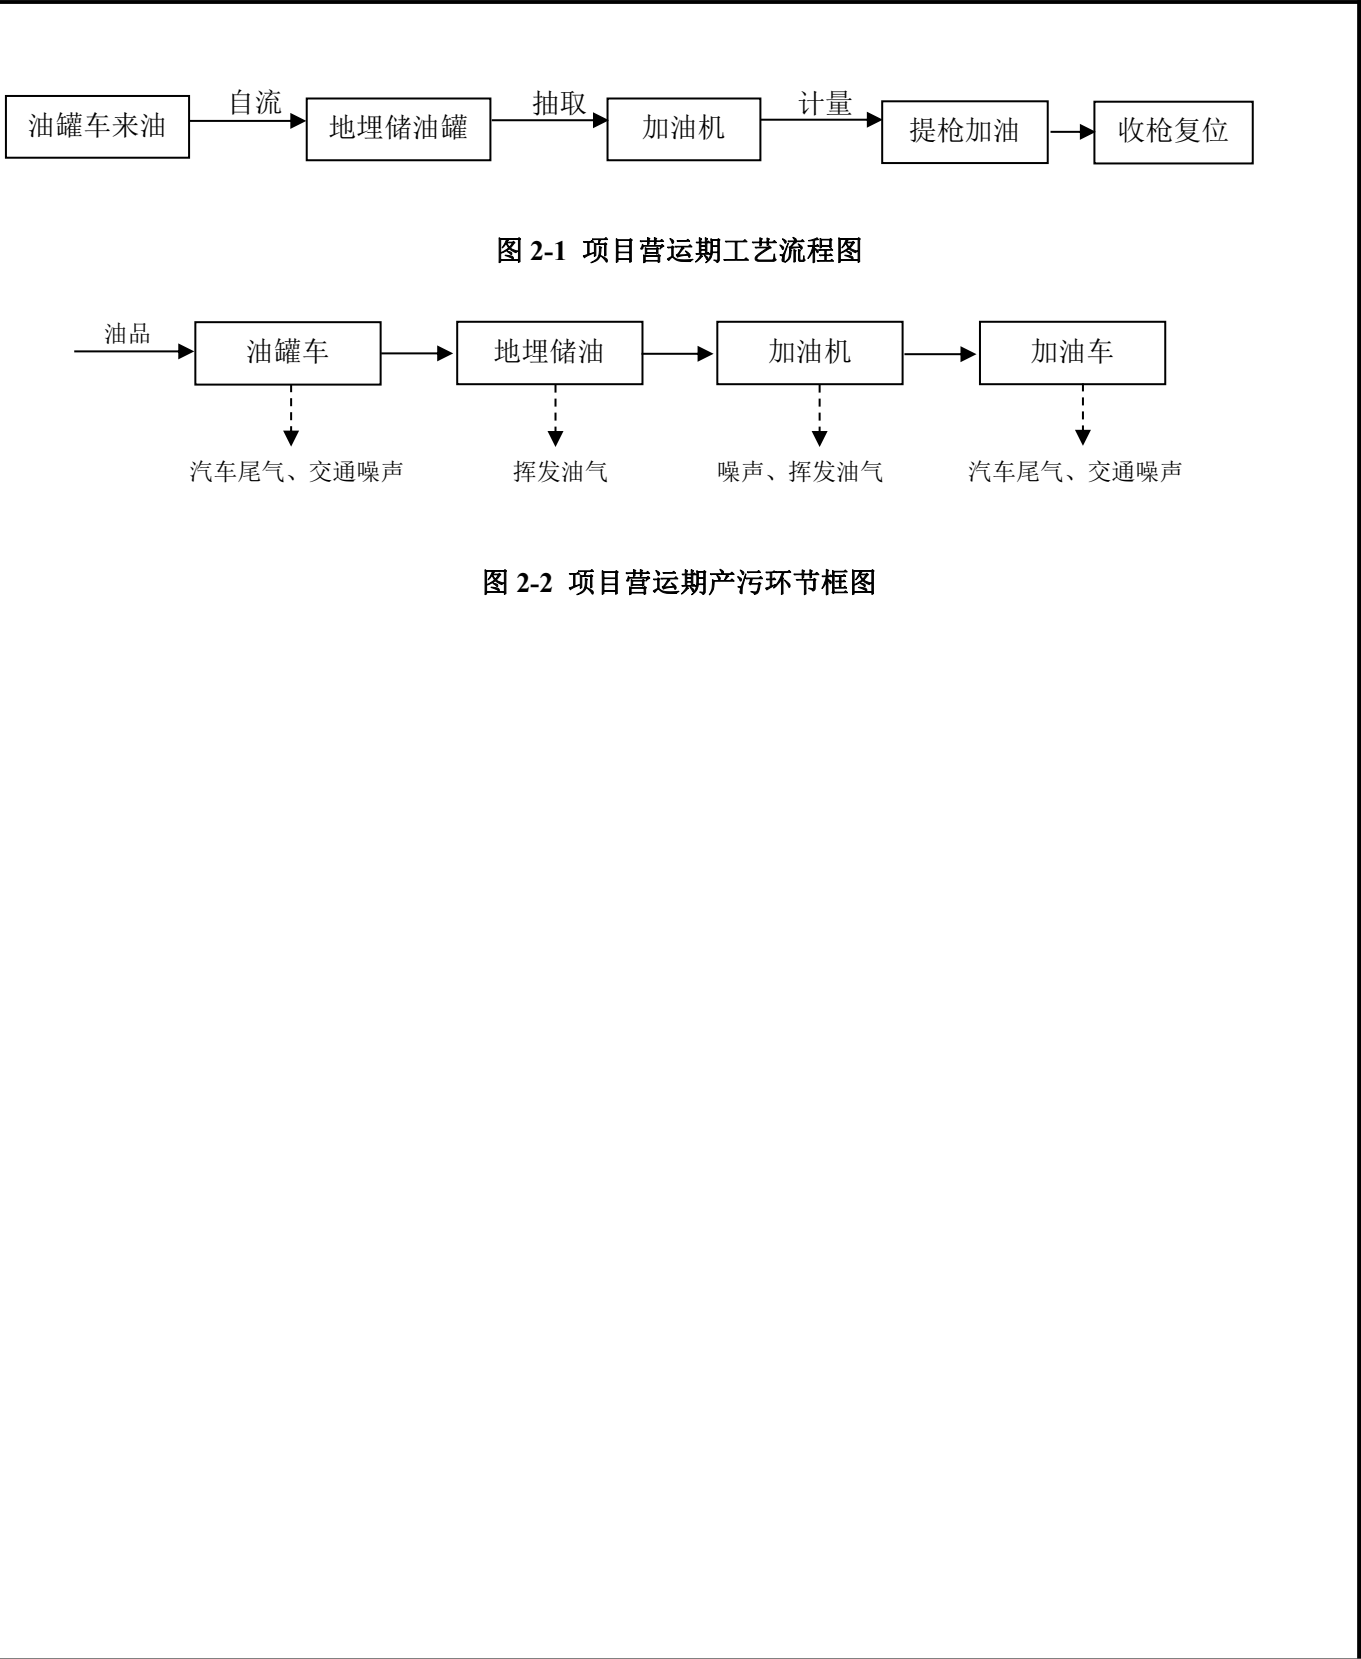 自流 抽取 计量
油罐车来油 地埋储油罐 加油机 提枪加油 收枪复位
图 2-1 项目营运期工艺流程图
油品
油罐车 地埋储油 加油机 加油车
汽车尾气、交通噪声 挥发油气 噪声、挥发油气 汽车尾气、交通噪声
图 2-2 项目营运期产污环节框图